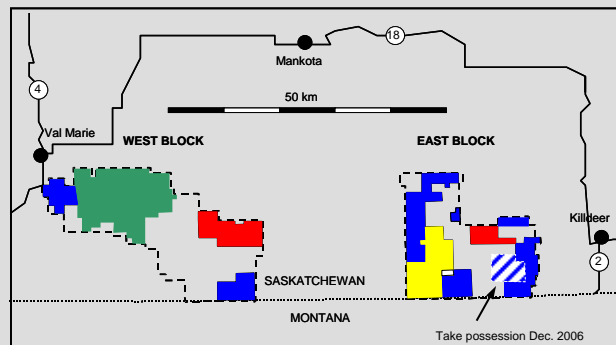 18
Mankota
4
50 km
Val Marie
WEST BLOCK
EAST BLOCK
Killdeer
2
SASKATCHEWAN
MONTANA
Take possession Dec. 2006